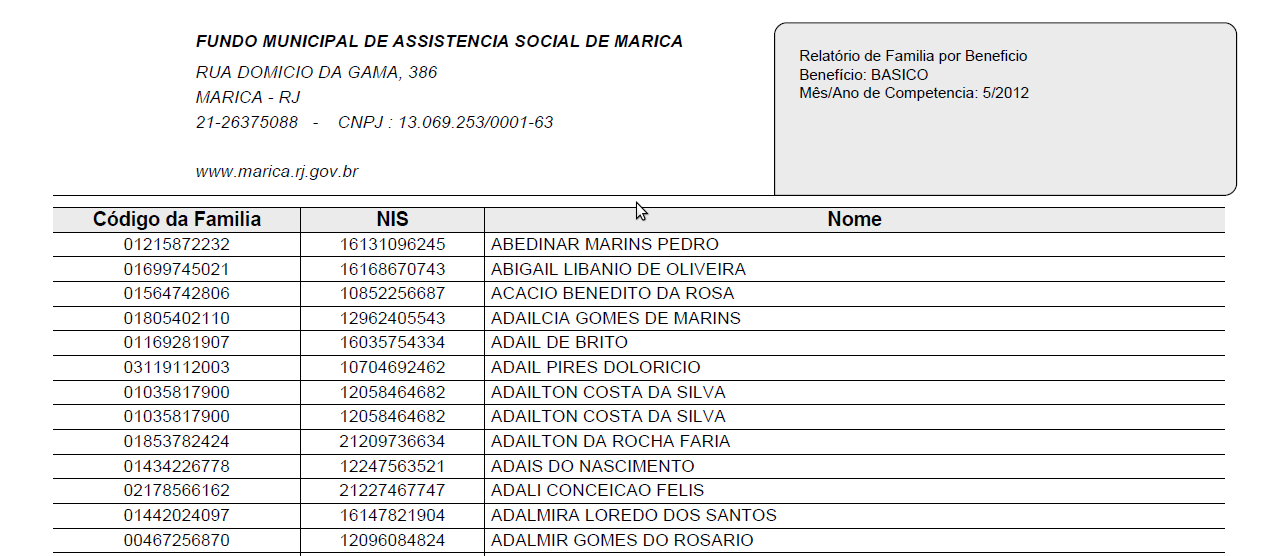 FUNDO MUNICIPAL DE ASSISTENCIA SOCIAL DE MARICA
RUA DOMICIO DA GAMA, 386
MARICA - RJ
21-26375088 - CNPJ : 13.069.253/0001-63
www.marica.rj.gov.br
Relatório de Familia por Beneficio
Benefício: BASICO
Mês/Ano de Competencia: 5/2012
Código da Familia NIS Nome
01215872232 16131096245 ABEDINAR MARINS PEDRO
01699745021 16168670743 ABIGAIL LIBANIO DE OLIVEIRA
01564742806 10852256687 ACACIO BENEDITO DA ROSA
01805402110 12962405543 ADAILCIA GOMES DE MARINS
01169281907 16035754334 ADAIL DE BRITO
03119112003 10704692462 ADAIL PIRES DOLORICIO
01035817900 12058464682 ADAILTON COSTA DA SILVA
01035817900 12058464682 ADAILTON COSTA DA SILVA
01853782424 21209736634 ADAILTON DA ROCHA FARIA
01434226778 12247563521 ADAIS DO NASCIMENTO
02178566162 21227467747 ADALI CONCEICAO FELIS
01442024097 16147821904 ADALMIRA LOREDO DOS SANTOS
00467256870 12096084824 ADALMIR GOMES DO ROSARIO